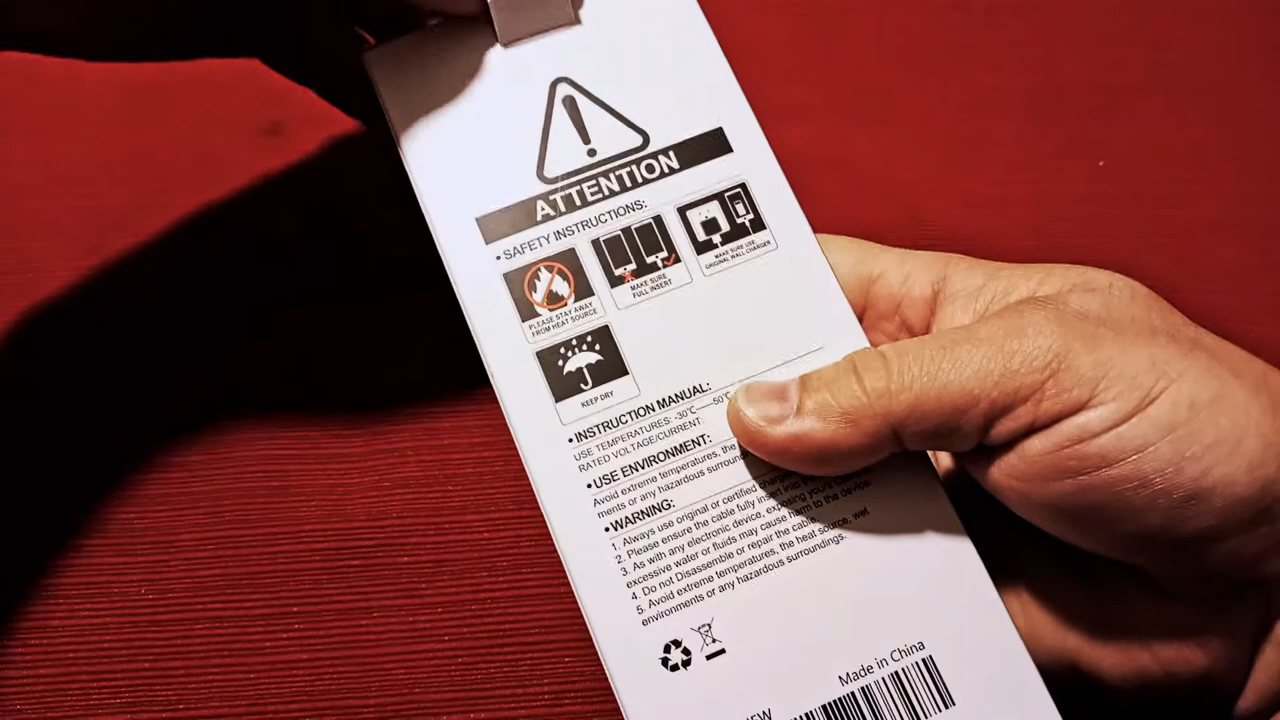 ATTENTION
• SAFETY INSTRUCTIONS:
PLEASE STAY AWAY
FROM HEAT SOURCE
MAKE SURE
FULL INSERT
MAKE SURE USE
ORIGINAL WALL CHARGER
KEEP DRY
• INSTRUCTION MANUAL:
USE TEMPERATURES: -30℃——50℃
RATED VOLTAGE/CURRENT:
• USE ENVIRONMENT:
Avoid extreme temperatures, the
ments or any hazardous
• WARNING:
1. Always use original or certified
2. Please ensure the cable fully insert into
3. As with any electronic device, exposing
excessive water or fluids may cause harm to the device.
4. Do not Disassemble or repair the cable.
5. Avoid extreme temperatures, the heat source, wet
environments or any hazardous surroundings.
Made in China